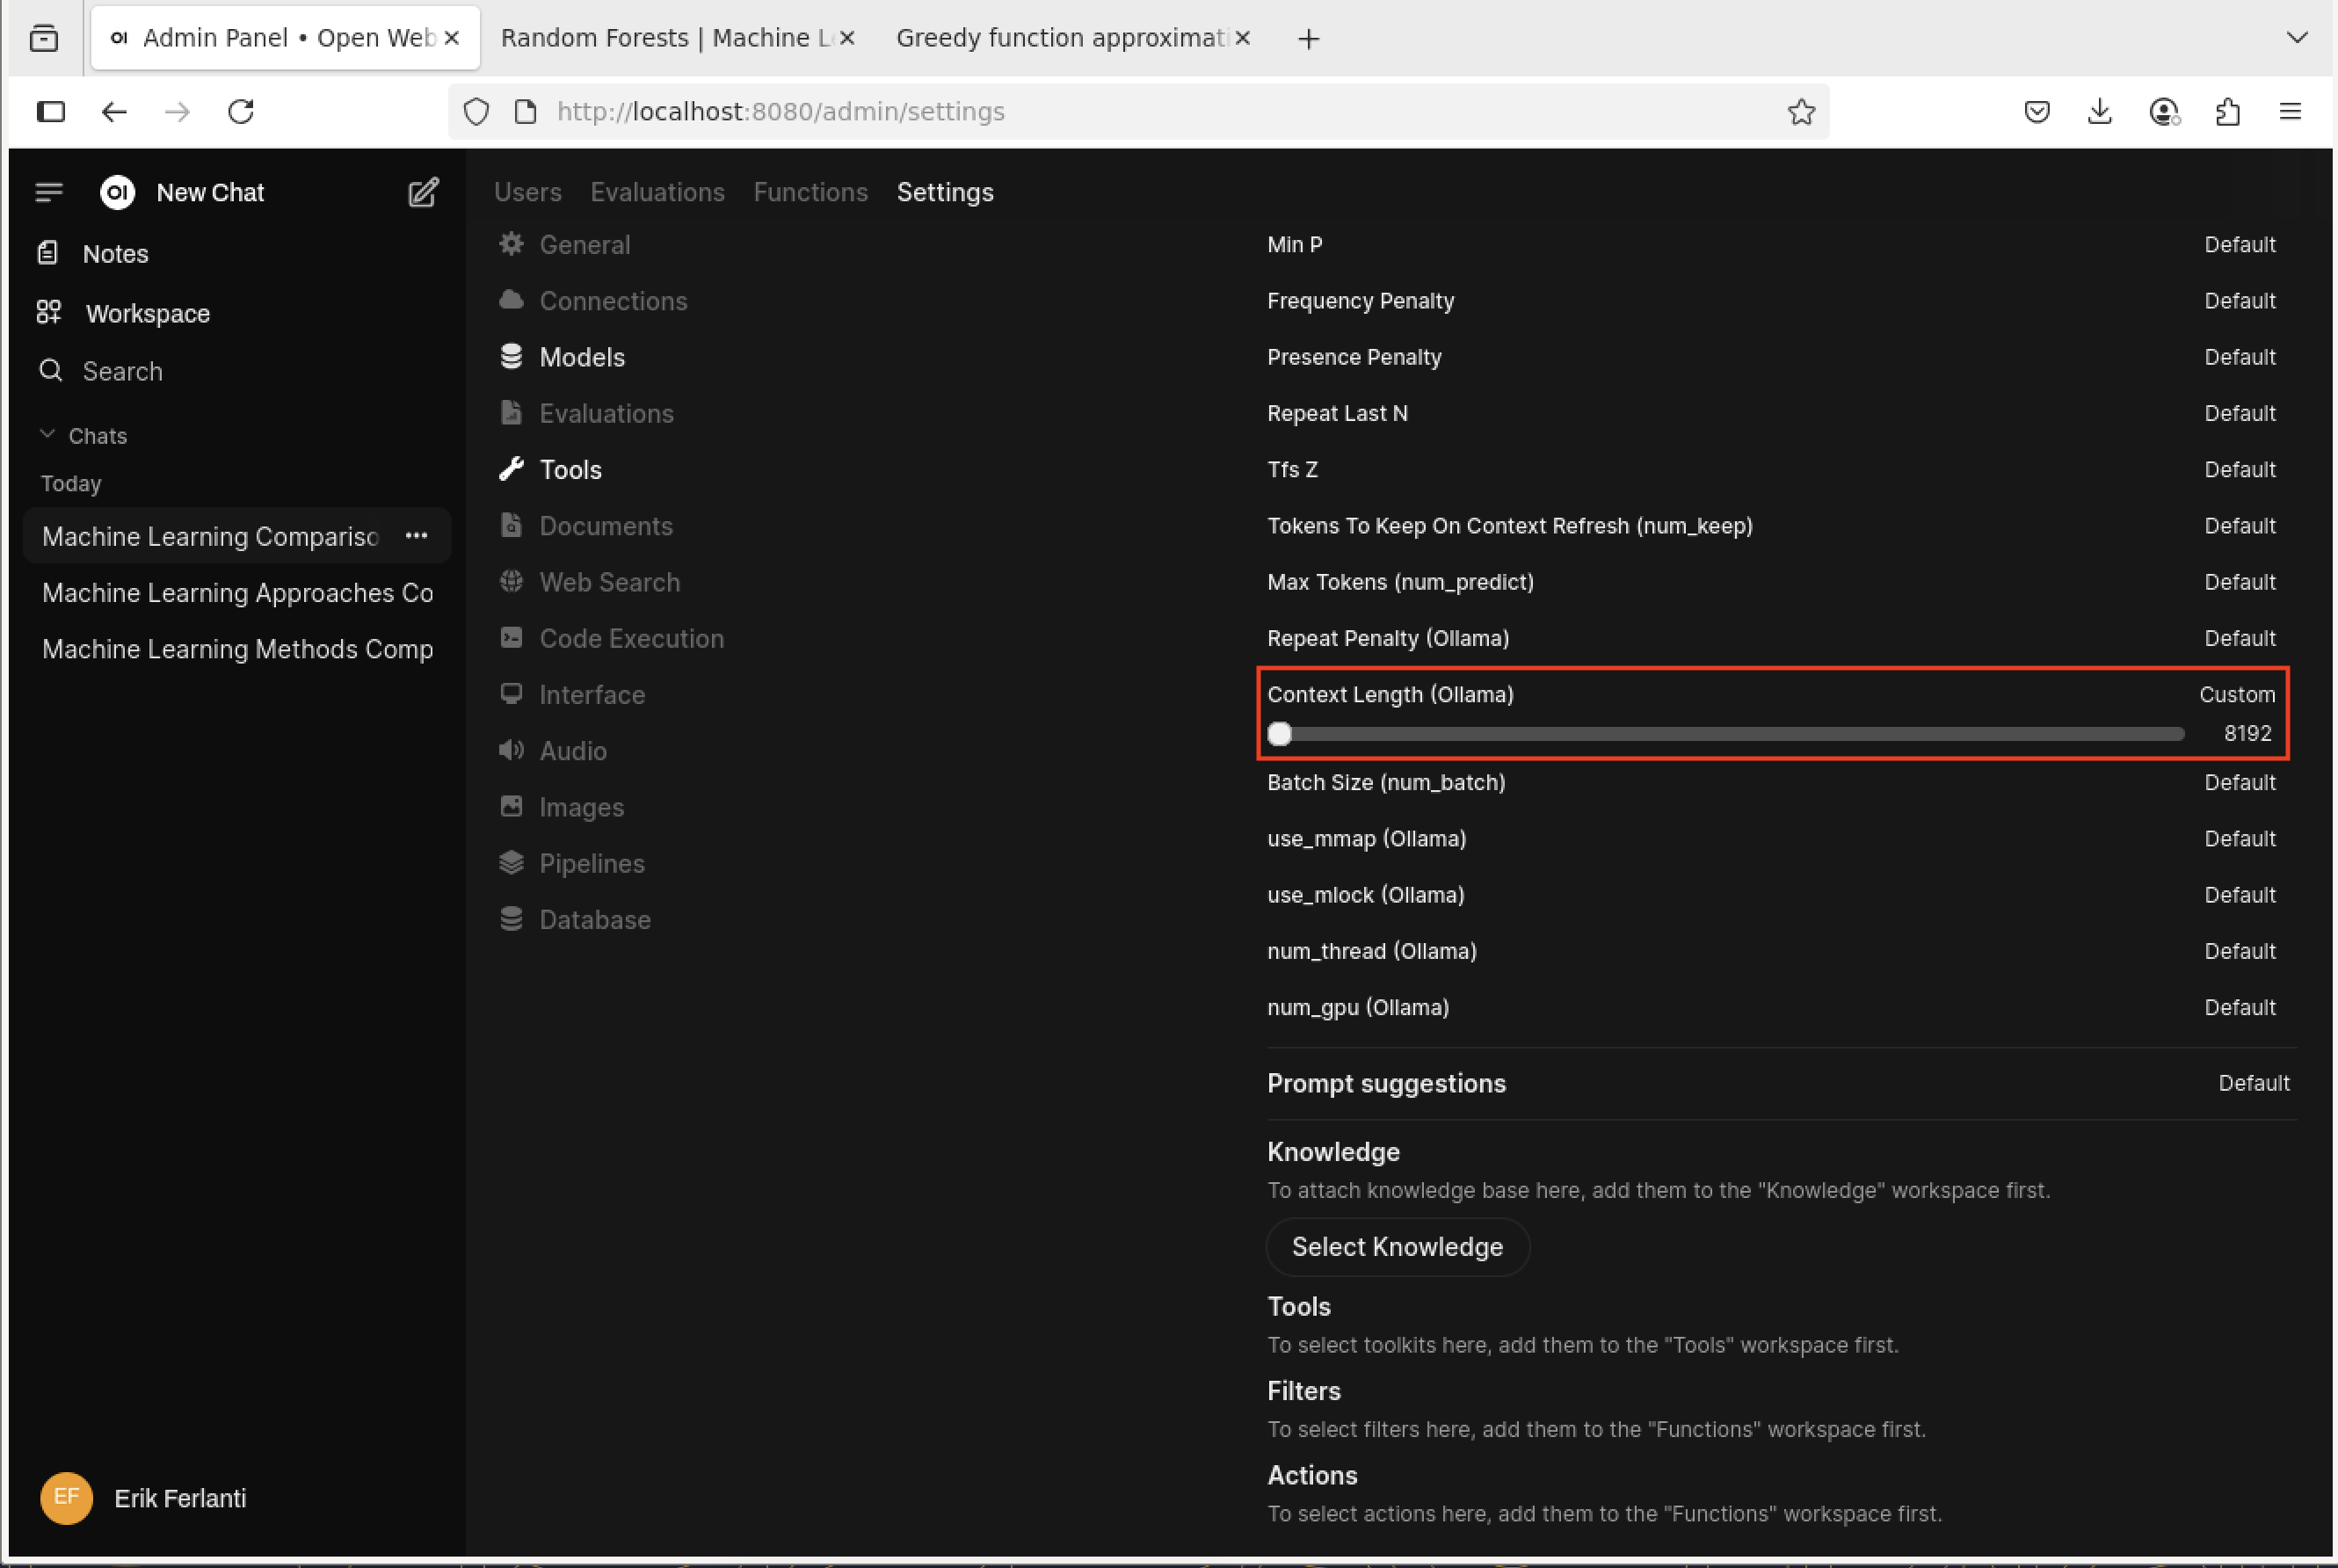 Admin Panel • Open Web
Random Forests | Machine L
Greedy function approximati
http://localhost:8080/admin/settings
OI New Chat
Notes
Workspace
Search
Chats
Today
Machine Learning Compariso
Machine Learning Approaches Co
Machine Learning Methods Comp
EF Erik Ferlanti
Users Evaluations Functions Settings
General
Connections
Models
Evaluations
Tools
Documents
Web Search
Code Execution
Interface
Audio
Images
Pipelines
Database
Min P Default
Frequency Penalty Default
Presence Penalty Default
Repeat Last N Default
Tfs Z Default
Tokens To Keep On Context Refresh (num_keep) Default
Max Tokens (num_predict) Default
Repeat Penalty (Ollama) Default
Context Length (Ollama) Custom
8192
Batch Size (num_batch) Default
use_mmap (Ollama) Default
use_mlock (Ollama) Default
num_thread (Ollama) Default
num_gpu (Ollama) Default
Prompt suggestions Default
Knowledge
To attach knowledge base here, add them to the "Knowledge" workspace first.
Select Knowledge
Tools
To select toolkits here, add them to the "Tools" workspace first.
Filters
To select filters here, add them to the "Functions" workspace first.
Actions
To select actions here, add them to the "Functions" workspace first.